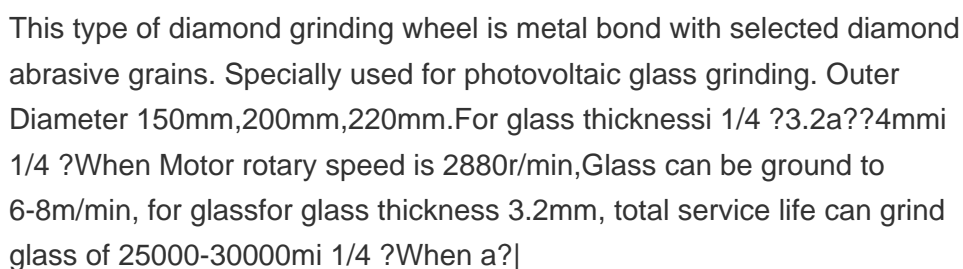 This type of diamond grinding wheel is metal bond with selected diamond
abrasive grains. Specially used for photovoltaic glass grinding. Outer
Diameter 150mm,200mm,220mm.For glass thicknessi 1/4 ?3.2a??4mmi
1/4 ?When Motor rotary speed is 2880r/min,Glass can be ground to
6-8m/min, for glassfor glass thickness 3.2mm, total service life can grind
glass of 25000-30000mi 1/4 ?When a?|